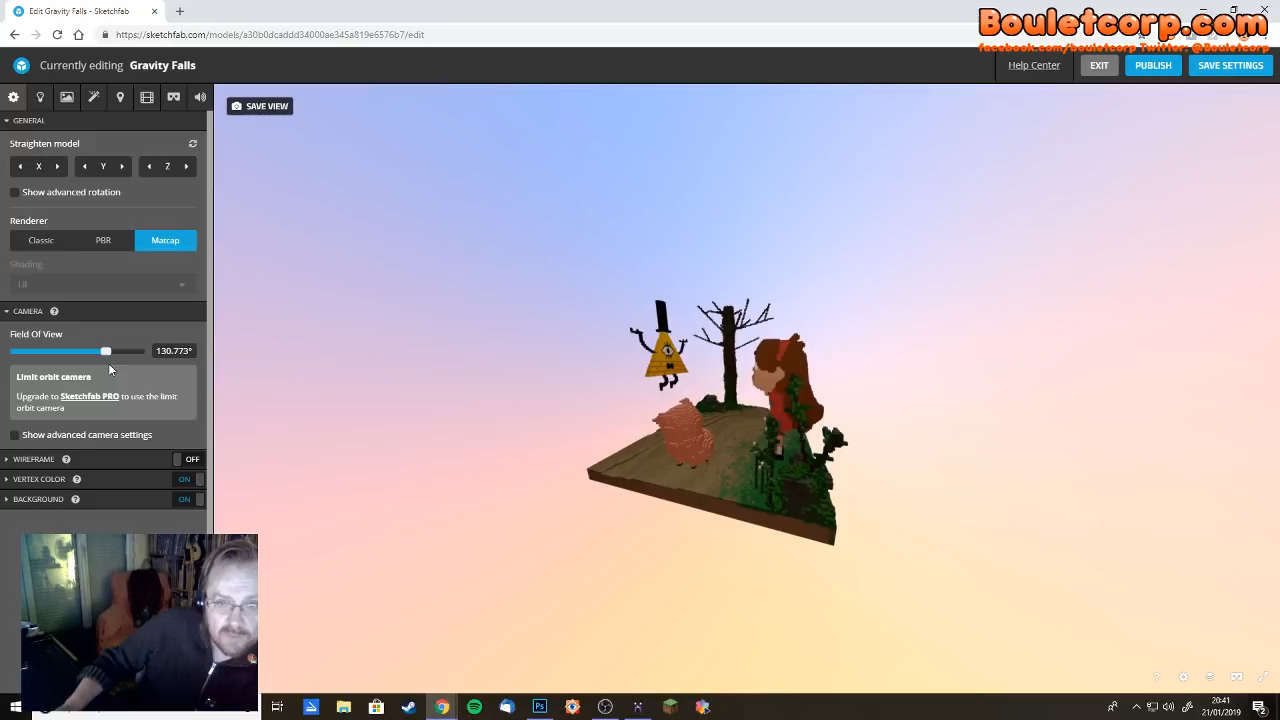 Edit Gravity Falls - Sketchfab
https://sketchfab.com/models/a30b0dcabd34000ae345a819e6576b7/edit
Bouletcorp.com
facebook.com/bouletcorp Twitter: @Bouletcorp
Currently editing Gravity Falls
Help Center
EXIT
PUBLISH
SAVE SETTINGS
SAVE VIEW
GENERAL
Straighten model
X Y Z
Show advanced rotation
Renderer
Classic PBR Matcap
Shading
Lit
CAMERA ?
Field Of View
130.773°
Limit orbit camera
Upgrade to Sketchfab PRO to use the limit
orbit camera
Show advanced camera settings
WIREFRAME ? OFF
VERTEX COLOR ? ON
BACKGROUND ? ON
20:41
21/01/2019
2